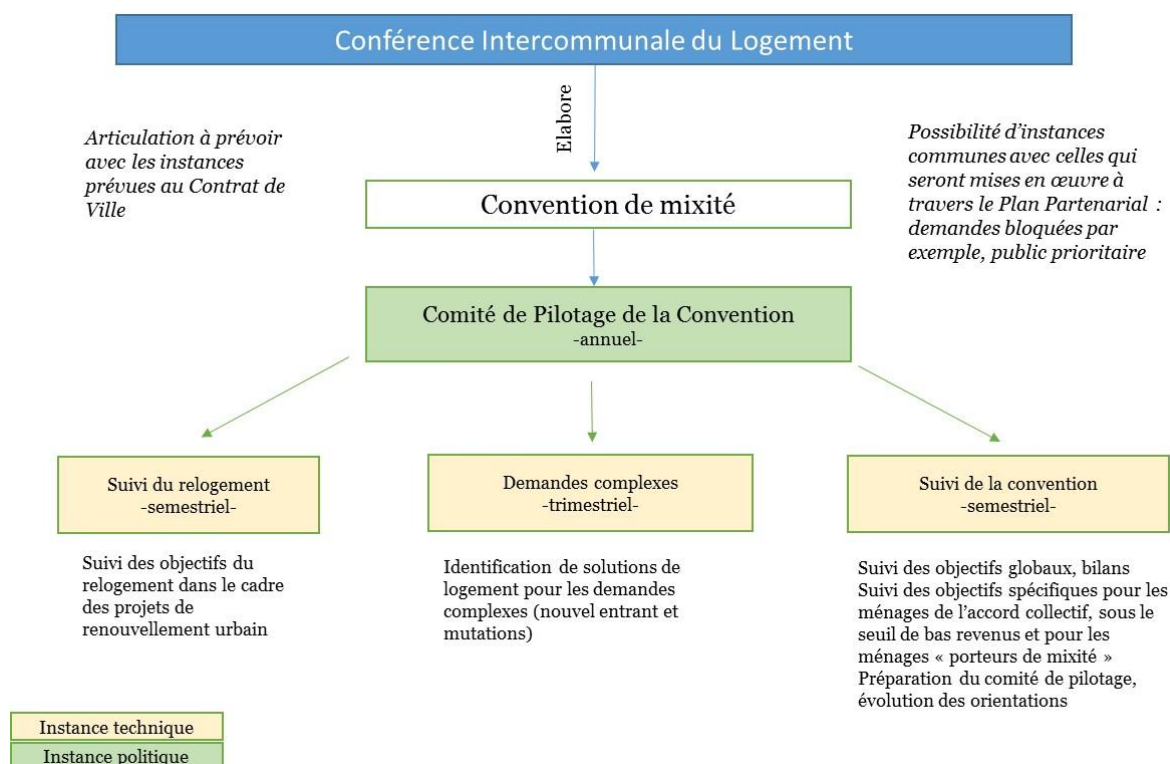 Conférence Intercommunale du Logement
Elabore
Articulation à prévoir
avec les instances
prévues au Contrat de
Ville
Possibilité d’instances
communes avec celles qui
seront mises en œuvre à
travers le Plan Partenarial :
demandes bloquées par
exemple, public prioritaire
Convention de mixité
Comité de Pilotage de la Convention
-annuel-
Suivi du relogement
-semestriel-
Demandes complexes
-trimestriel-
Suivi de la convention
-semestriel-
Suivi des objectifs du
relogement dans le cadre
des projets de
renouvellement urbain
Identification de solutions de
logement pour les demandes
complexes (nouvel entrant et
mutations)
Suivi des objectifs globaux, bilans
Suivi des objectifs spécifiques pour les
ménages de l’accord collectif, sous le
seuil de bas revenus et pour les
ménages « porteurs de mixité »
Préparation du comité de pilotage,
évolution des orientations
Instance technique
Instance politique